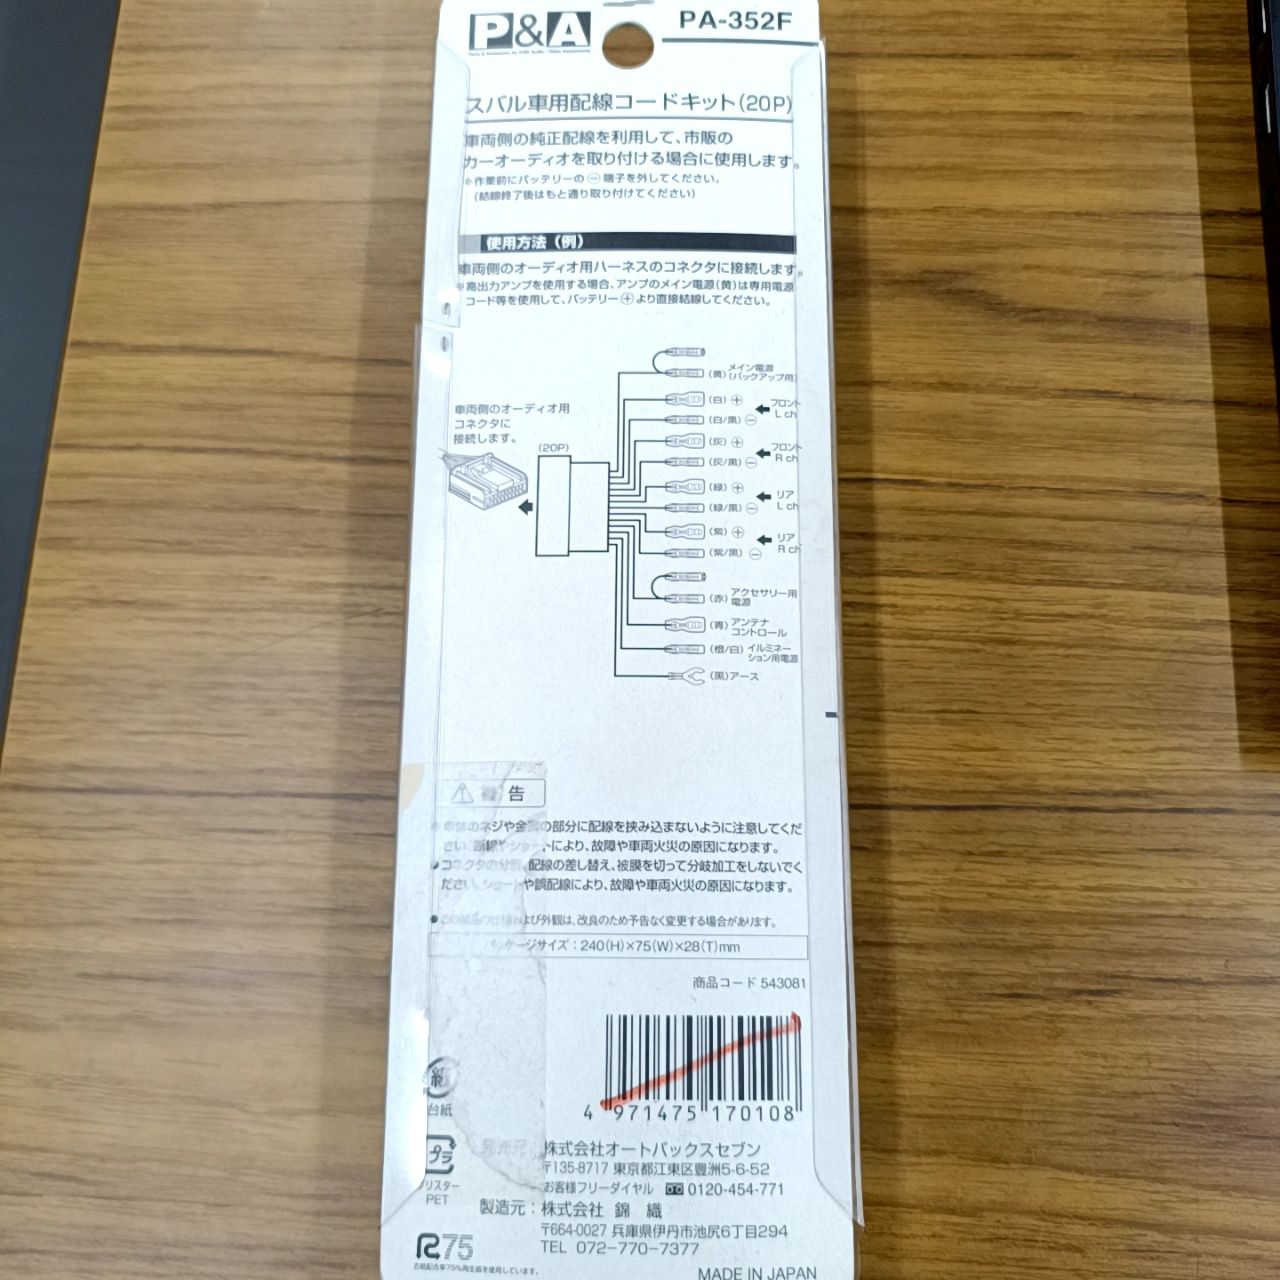 P&A
PA-352F
スバル車用配線コードキット(20P)
車両側の純正配線を利用して、市販の
カーオーディオを取り付ける場合に使用します。
※作業前にバッテリーの⊖端子を外してください。
(結線終了後はもと通り取り付けてください)
使用方法(例)
車両側のオーディオ用ハーネスのコネクタに接続します。
※高出力アンプを使用する場合、アンプのメイン電源(黄)は専用電源
コード等を使用して、バッテリー⊕より直接結線してください。
車両側のオーディオ用
コネクタに
接続します。
(20P)
(黄)メイン電源
(バックアップ用)
(白)⊕
(白/黒)⊖
フロント
L ch
(灰)⊕
(灰/黒)⊖
フロント
R ch
(緑)⊕
(緑/黒)⊖
リア
L ch
(紫)⊕
(紫/黒)⊖
リア
R ch
(赤)アクセサリー用
電源
(青)アンテナ
コントロール
(橙/白)イルミネー
ション用電源
(黒)アース
警告
●車体のネジや金属の部分に配線を挟み込まないように注意してくだ
さい。断線やショートにより、故障や車両火災の原因になります。
●コネクタの分解、配線の差し替え、被膜を切って分岐加工をしないでく
ださい。ショートや誤配線により、故障や車両火災の原因になります。
●この製品の仕様および外観は、改良のため予告なく変更する場合があります。
パッケージサイズ:240(H)×75(W)×28(T)mm
商品コード 543081
4 971475 170108
紙
台紙
プラ
ブリスター
PET
発売元
株式会社オートバックスセブン
〒135-8717 東京都江東区豊洲5-6-52
お客様フリーダイヤル 0120-454-771
製造元:株式会社 錦 織
〒664-0027 兵庫県伊丹市池尻6丁目294
TEL 072-770-7377
R75
MADE IN JAPAN